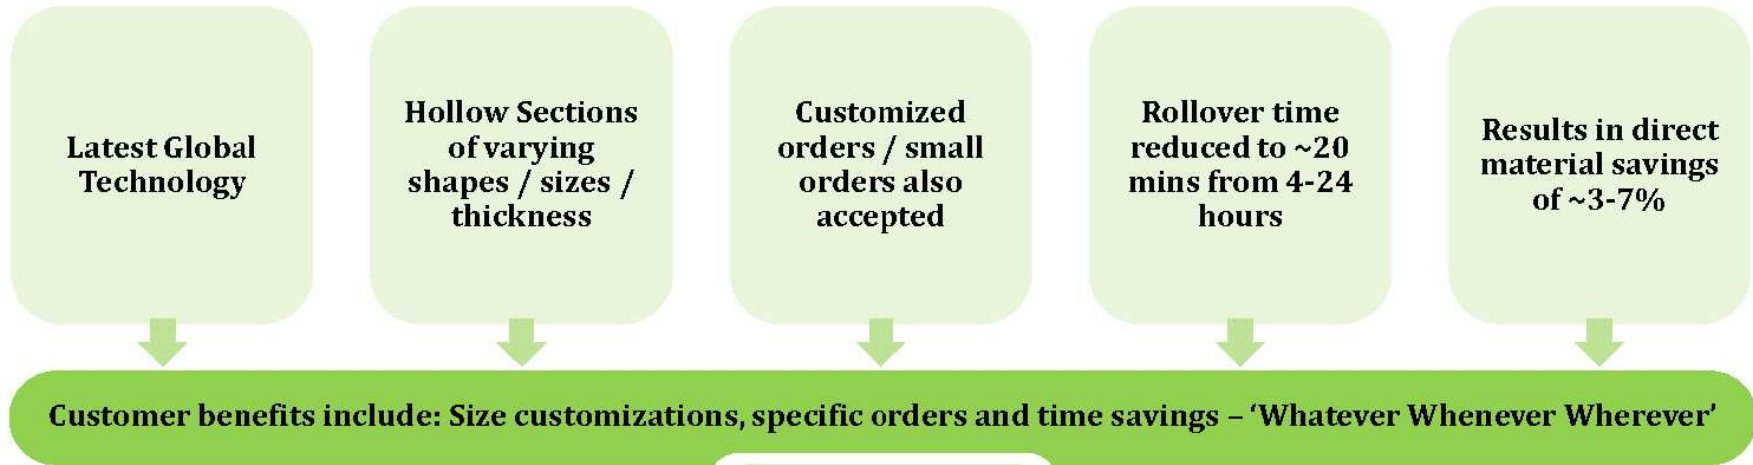 Latest Global
Technology
Hollow Sections
of varying
shapes / sizes /
thickness
Customized
orders / small
orders also
accepted
Rollover time
reduced to ~20
mins from 4-24
hours
Results in direct
material savings
of ~3-7%
Customer benefits include: Size customizations, specific orders and time savings – ‘Whatever Whenever Wherever’